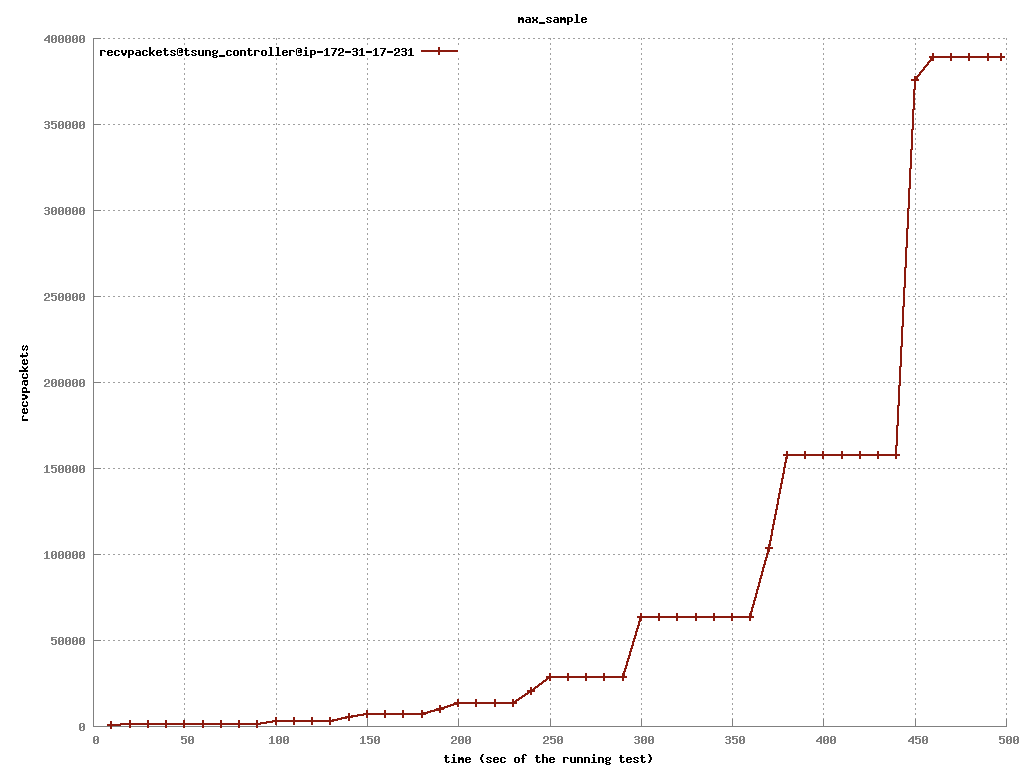 max_sample
400000
recvpackets@tsung_controller@ip-172-31-17-231
350000
300000
250000
200000
recvpackets
150000
100000
50000
0
0 50 100 150 200 250 300 350 400 450 500
time (sec of the running test)